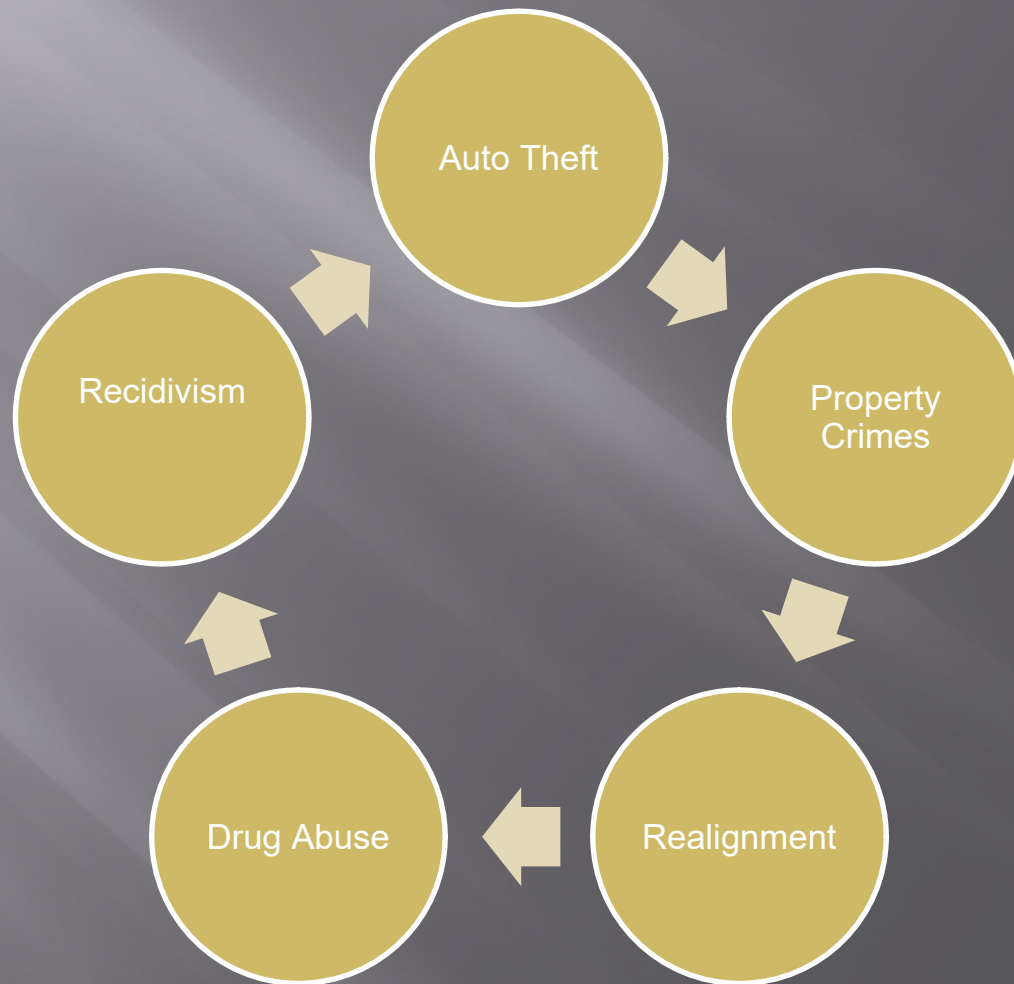 Auto Theft
Property
Crimes
Realignment
Drug Abuse
Recidivism